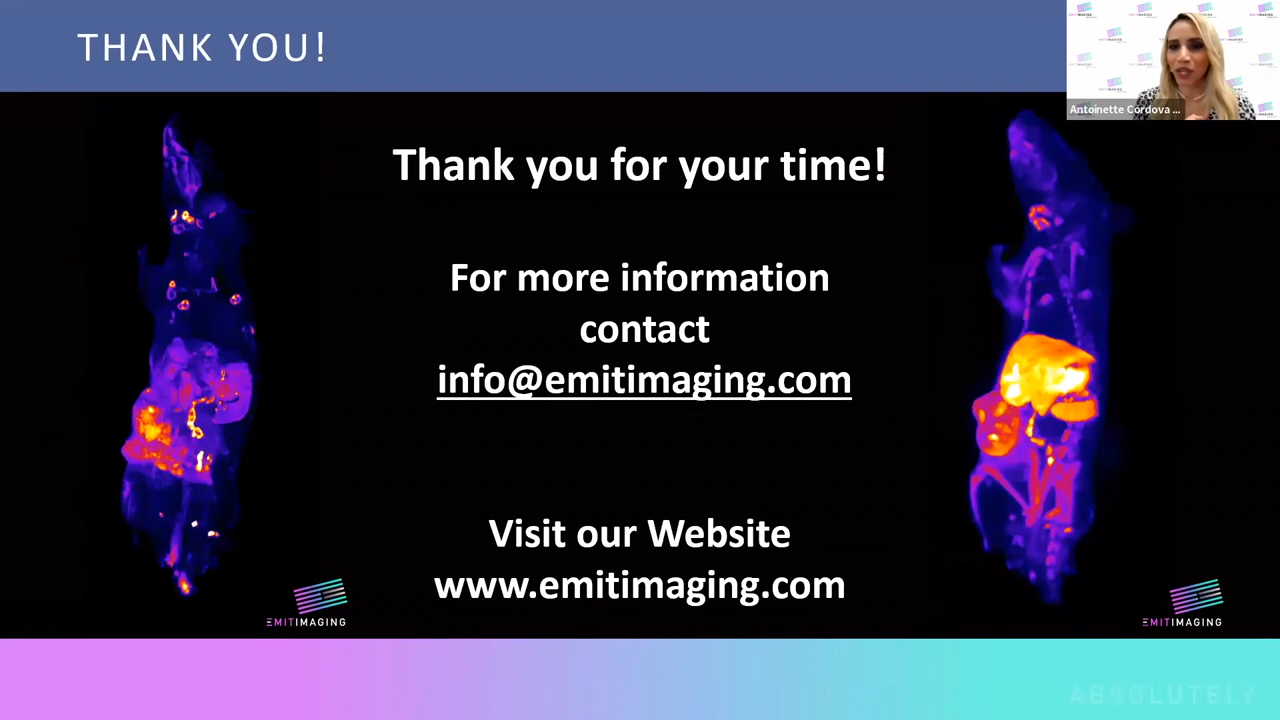 THANK YOU!
Antoinette Cordova ...
Thank you for your time!
For more information
contact
info@emitimaging.com
Visit our Website
www.emitimaging.com
EMITIMAGING
EMITIMAGING
ABSOLUTELY